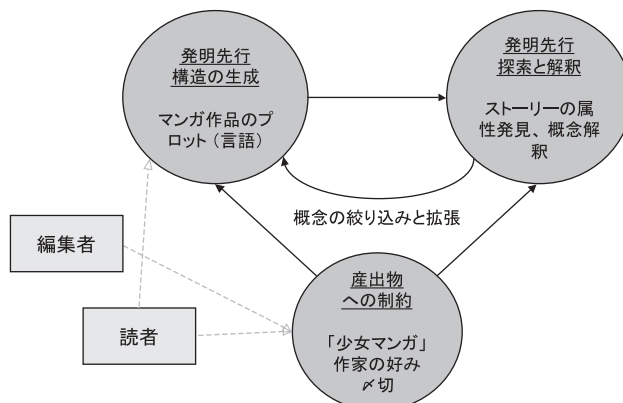 発明先行
構造の生成
マンガ作品のプ
ロット（言語）
発明先行
探索と解釈
ストーリーの属
性発見、概念解
釈
概念の絞り込みと拡張
編集者
読者
産出物
への制約
「少女マンガ」
作家の好み
〆切